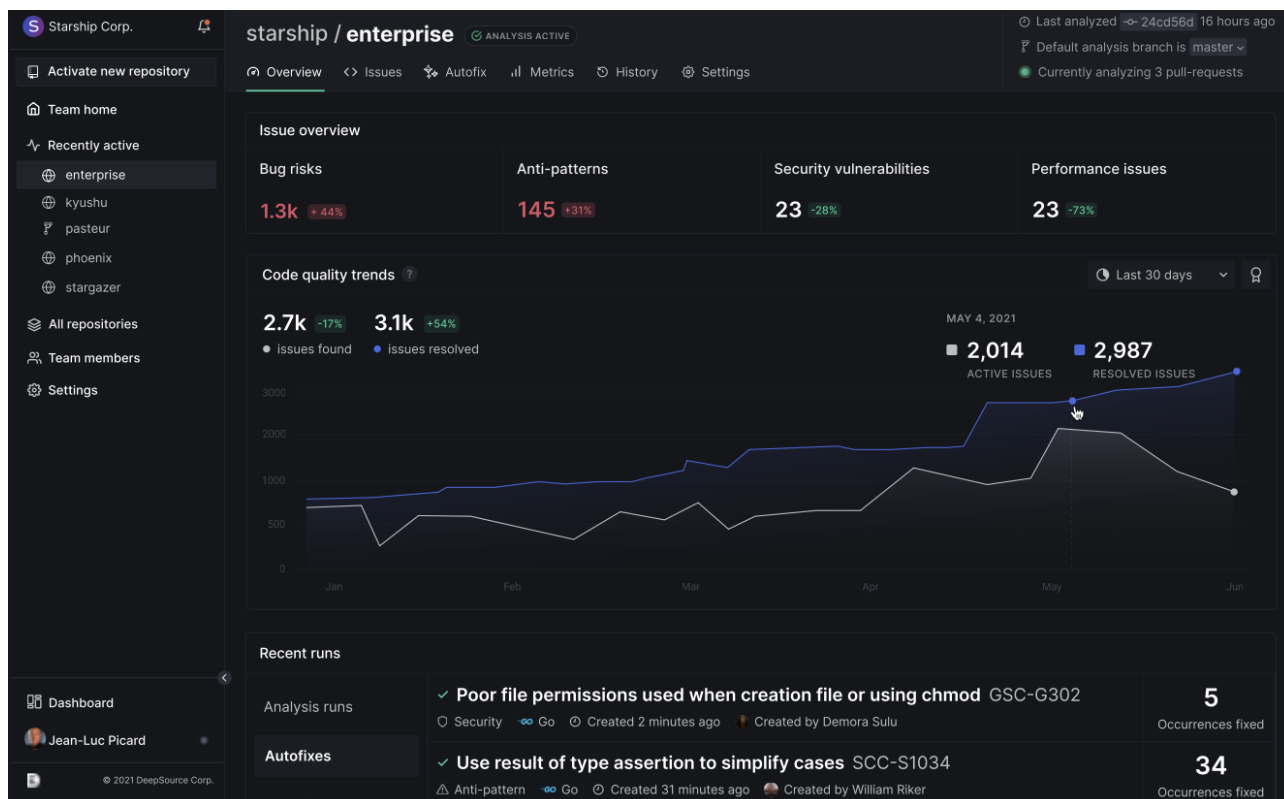 S Starship Corp.
Activate new repository
Team home
Recently active
enterprise
kyushu
pasteur
phoenix
stargazer
All repositories
Team members
Settings
Dashboard
Jean-Luc Picard
© 2021 DeepSource Corp.
starship / enterprise ANALYSIS ACTIVE
Last analyzed 24cd56d 16 hours ago
Default analysis branch is master
Currently analyzing 3 pull-requests
Overview Issues Autofix Metrics History Settings
Issue overview
Bug risks Anti-patterns Security vulnerabilities Performance issues
1.3k + 44% 145 +31% 23 -28% 23 -73%
Code quality trends ? Last 30 days
2.7k -17% 3.1k +54%
issues found issues resolved
MAY 4, 2021
2,014 2,987
ACTIVE ISSUES RESOLVED ISSUES
3000
2000
1000
500
0
Jan Feb Mar Apr May Jun
Recent runs
Analysis runs
Autofixes
Poor file permissions used when creation file or using chmod GSC-G302
Security Go Created 2 minutes ago Created by Demora Sulu
5
Occurrences fixed
Use result of type assertion to simplify cases SCC-S1034
Anti-pattern Go Created 31 minutes ago Created by William Riker
34
Occurrences fixed